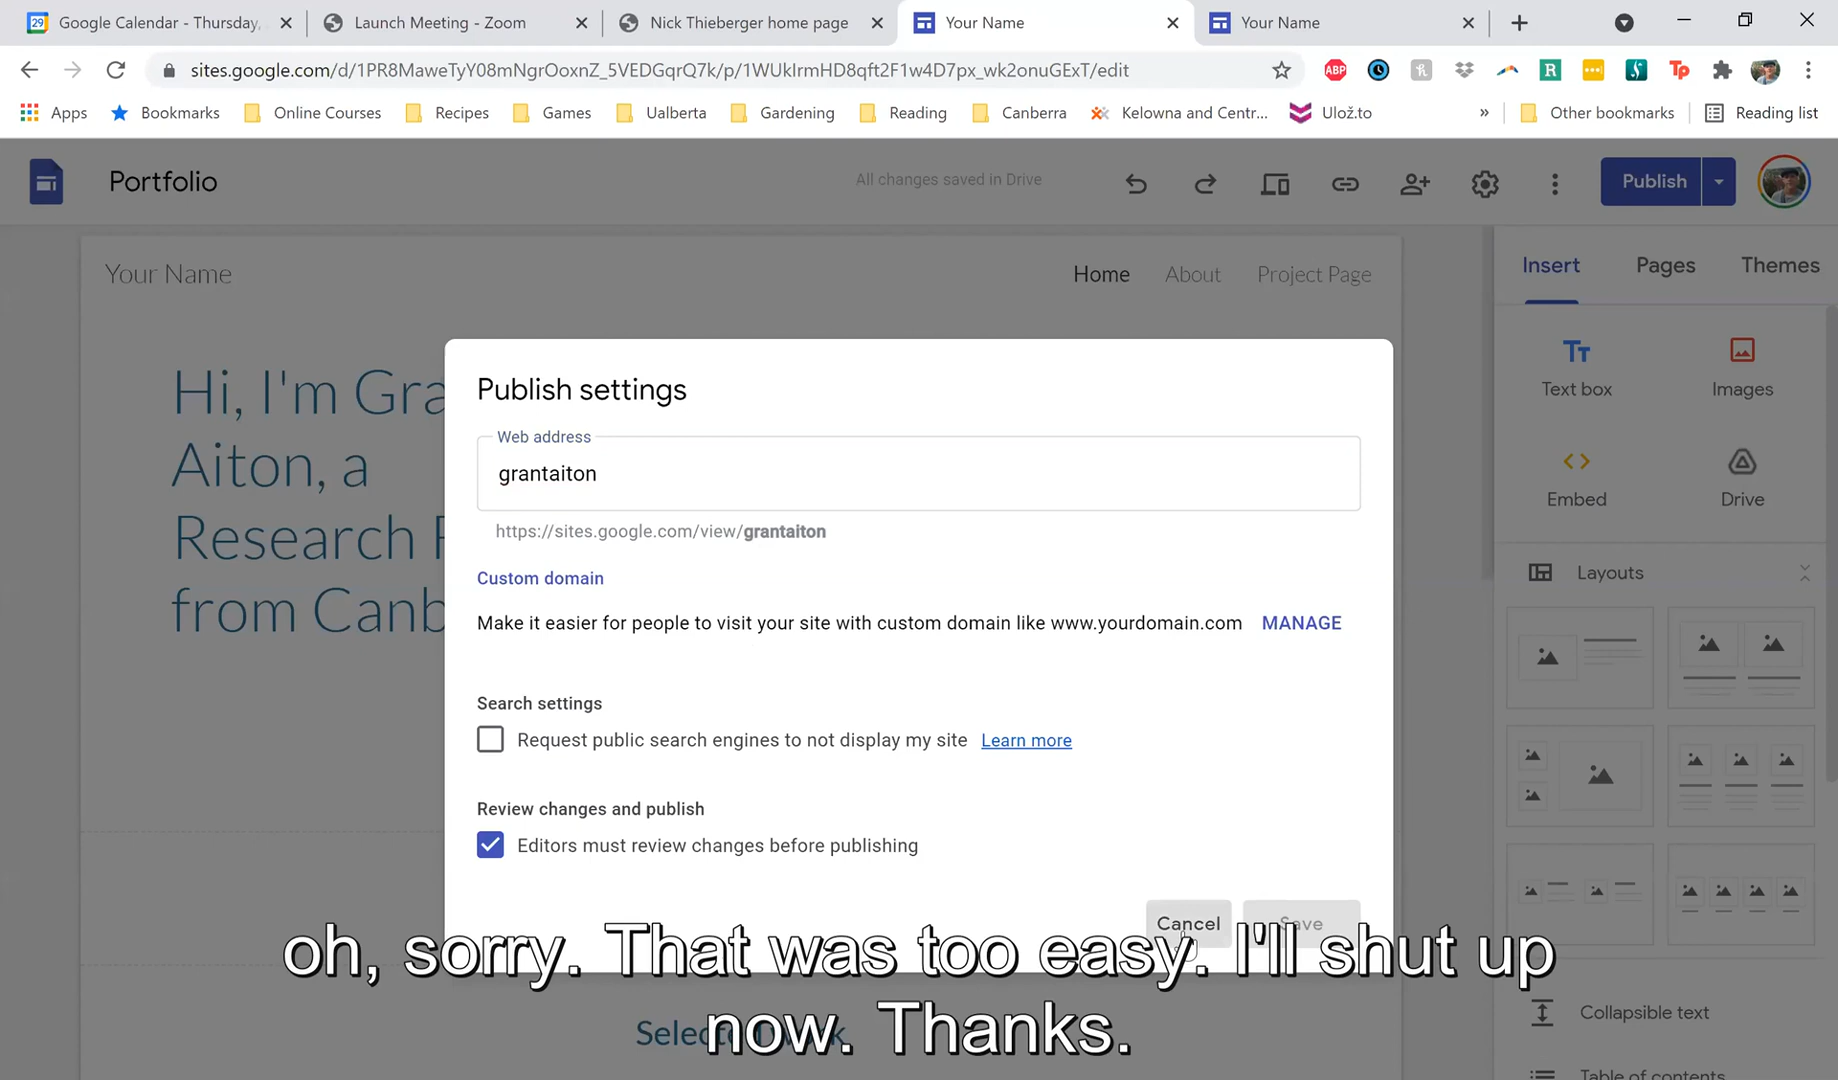 Google Calendar - Thursday,
Launch Meeting - Zoom
Nick Thieberger home page
Your Name
Your Name
sites.google.com/d/1PR8MaweTyY08mNgrOoxnZ_5VEDGqrQ7k/p/1WUkIrmHD8qft2F1w4D7px_wk2onuGExT/edit
Apps
Bookmarks
Online Courses
Recipes
Games
Ualberta
Gardening
Reading
Canberra
Kelowna and Centr...
Ulož.to
»
Other bookmarks
Reading list
Portfolio
All changes saved in Drive
Publish
Your Name
Home
About
Project Page
Insert
Pages
Themes
Hi, I'm Gra
Aiton, a
Research F
from Canb
Publish settings
Web address
grantaiton
https://sites.google.com/view/grantaiton
Custom domain
Make it easier for people to visit your site with custom domain like www.yourdomain.com MANAGE
Search settings
Request public search engines to not display my site Learn more
Review changes and publish
Editors must review changes before publishing
Cancel
Save
Text box
Images
Embed
Drive
Layouts
Collapsible text
Table of contents
oh, sorry. That was too easy. I'll shut up
now. Thanks.